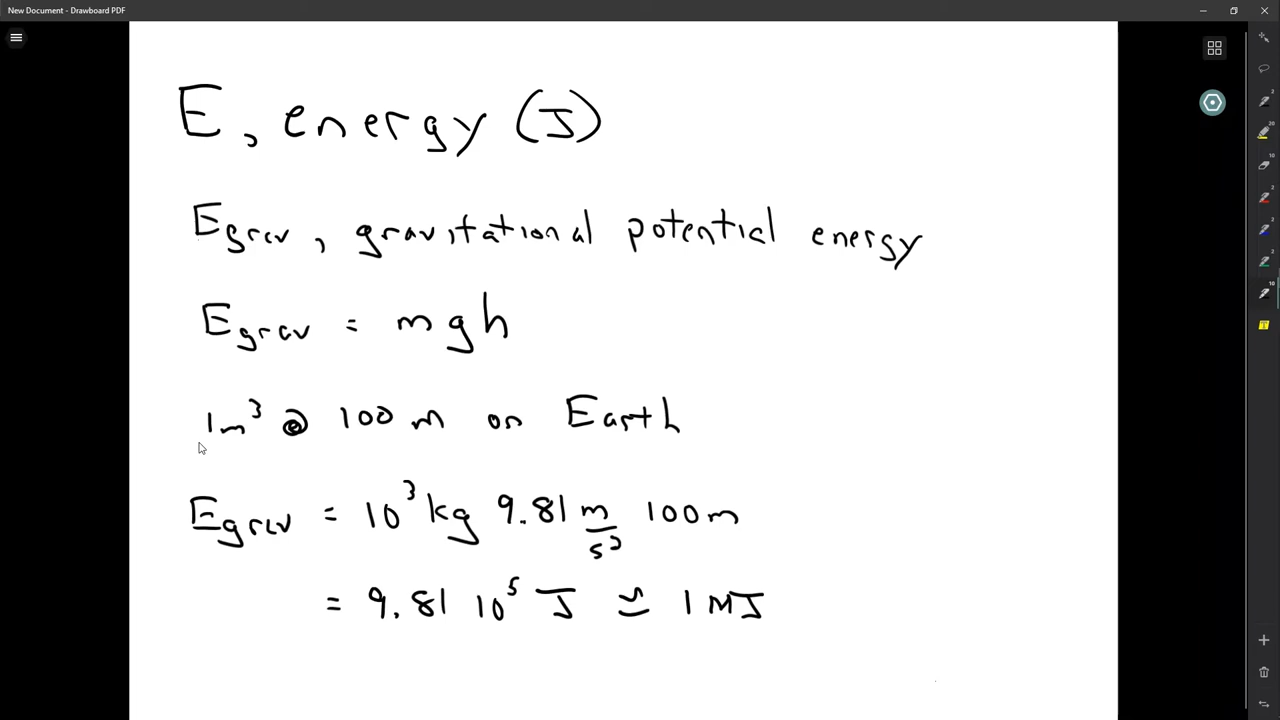 New Document - Drawboard PDF
E, energy (J)
Egrav, gravitational potential energy
Egrav = mgh
1m³ @ 100 m on Earth
Egrav = 10³ kg 9.81 m/s² 100m
= 9.81 10⁵ J ≃ 1 MJ